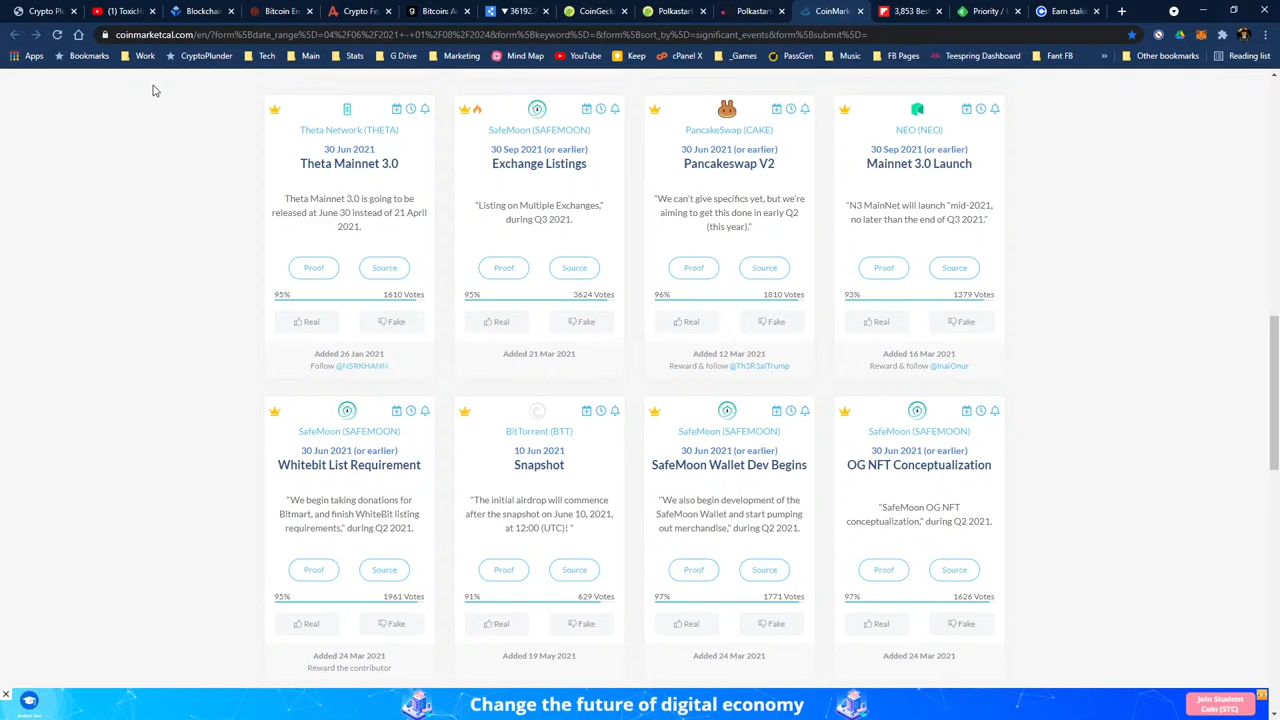 Crypto Pl
(1) ToxicH
Blockchain
Bitcoin En
Crypto Fe
Bitcoin: A
36192.
CoinGeck
Polkastar
Polkasta
CoinMark
3,853 Bes
Priority /
Earn stak
coinmarketcal.com/en/?form%5Bdate_range%5D=04%2F06%2F2021+-+01%2F08%2F2024&form%5Bkeyword%5D=&form%5Bsort_by%5D=significant_events&form%5Bsubmit%5D=
Apps
Bookmarks
Work
CryptoPlunder
Tech
Main
Stats
G Drive
Marketing
Mind Map
YouTube
Keep
cPanel X
_Games
PassGen
Music
FB Pages
Teespring Dashboard
Fant FB
»
Other bookmarks
Reading list
Theta Network (THETA)
30 Jun 2021
Theta Mainnet 3.0
Theta Mainnet 3.0 is going to be
released at June 30 instead of 21 April
2021.
Proof
Source
95%
1610 Votes
Real
Fake
Added 26 Jan 2021
Follow @NSRKHANN
SafeMoon (SAFEMOON)
30 Sep 2021 (or earlier)
Exchange Listings
"Listing on Multiple Exchanges,"
during Q3 2021.
Proof
Source
95%
3624 Votes
Real
Fake
Added 21 Mar 2021
PancakeSwap (CAKE)
30 Jun 2021 (or earlier)
Pancakeswap V2
"We can't give specifics yet, but we're
aiming to get this done in early Q2
(this year)."
Proof
Source
96%
1810 Votes
Real
Fake
Added 12 Mar 2021
Reward & follow @Th3R3alTrump
NEO (NEO)
30 Sep 2021 (or earlier)
Mainnet 3.0 Launch
"N3 MainNet will launch "mid-2021,
no later than the end of Q3 2021."
Proof
Source
93%
1379 Votes
Real
Fake
Added 16 Mar 2021
Reward & follow @InalOnur
SafeMoon (SAFEMOON)
30 Jun 2021 (or earlier)
Whitebit List Requirement
"We begin taking donations for
Bitmart, and finish WhiteBit listing
requirements," during Q2 2021.
Proof
Source
95%
1961 Votes
Real
Fake
Added 24 Mar 2021
Reward the contributor
BitTorrent (BTT)
10 Jun 2021
Snapshot
"The initial airdrop will commence
after the snapshot on June 10, 2021,
at 12:00 (UTC)! "
Proof
Source
91%
629 Votes
Real
Fake
Added 19 May 2021
SafeMoon (SAFEMOON)
30 Jun 2021 (or earlier)
SafeMoon Wallet Dev Begins
"We also begin development of the
SafeMoon Wallet and start pumping
out merchandise," during Q2 2021.
Proof
Source
97%
1771 Votes
Real
Fake
Added 24 Mar 2021
SafeMoon (SAFEMOON)
30 Jun 2021 (or earlier)
OG NFT Conceptualization
"SafeMoon OG NFT
conceptualization," during Q2 2021.
Proof
Source
97%
1626 Votes
Real
Fake
Added 24 Mar 2021
Change the future of digital economy
Join Student
Coin (STC)